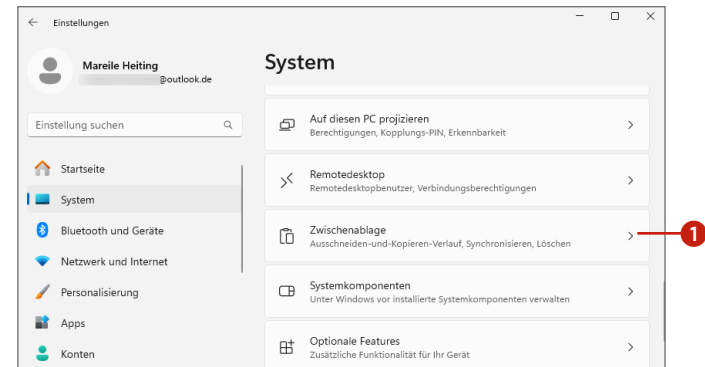 Einstellungen
Mareile Heiting
@outlook.de
Einstellung suchen
Startseite
System
Bluetooth und Geräte
Netzwerk und Internet
Personalisierung
Apps
Konten
System
Auf diesen PC projizieren
Berechtigungen, Kopplungs-PIN, Erkennbarkeit
Remotedesktop
Remotedesktopbenutzer, Verbindungsberechtigungen
Zwischenablage
Ausschneiden-und-Kopieren-Verlauf, Synchronisieren, Löschen
1
Systemkomponenten
Unter Windows vor installierte Systemkomponenten verwalten
Optionale Features
Zusätzliche Funktionalität für Ihr Gerät